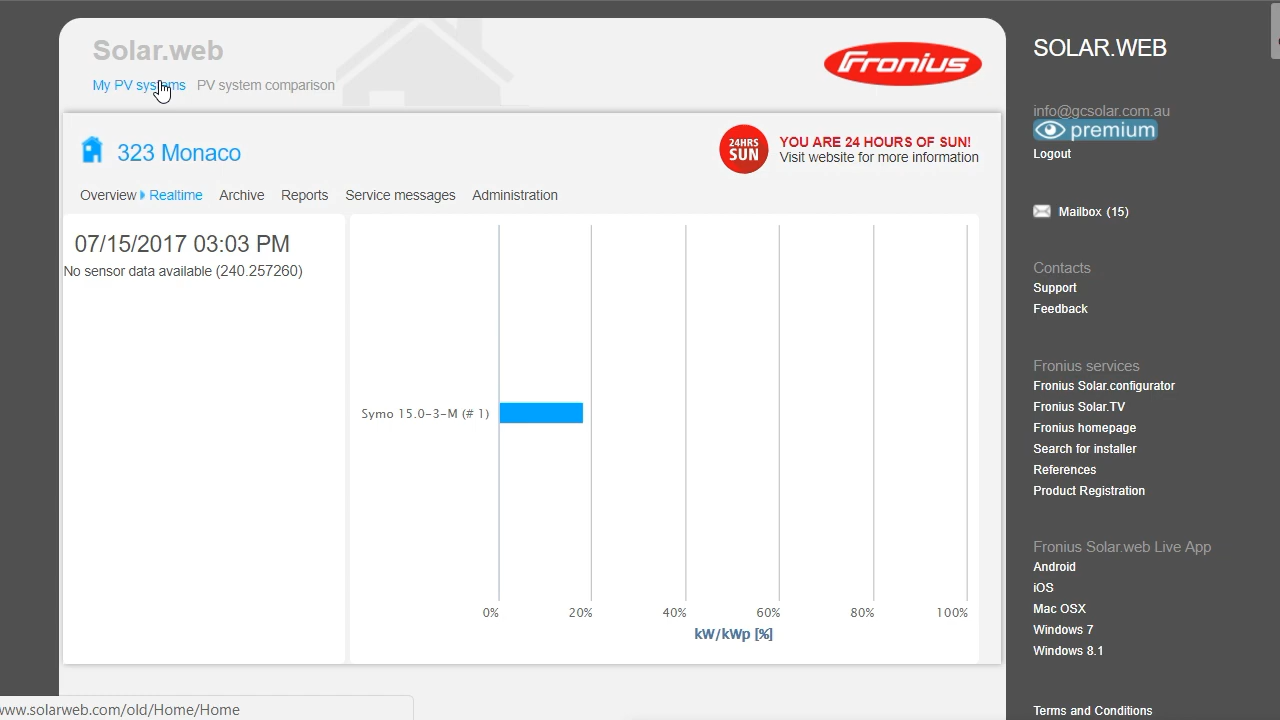 Solar.web
My PV systems PV system comparison
Fronius
323 Monaco
24HRS
SUN
YOU ARE 24 HOURS OF SUN!
Visit website for more information
Overview Realtime Archive Reports Service messages Administration
07/15/2017 03:03 PM
No sensor data available (240.257260)
Symo 15.0-3-M (# 1)
0% 20% 40% 60% 80% 100%
kW/kWp [%]
www.solarweb.com/old/Home/Home
SOLAR.WEB
info@gcsolar.com.au
premium
Logout
Mailbox (15)
Contacts
Support
Feedback
Fronius services
Fronius Solar.configurator
Fronius Solar.TV
Fronius homepage
Search for installer
References
Product Registration
Fronius Solar.web Live App
Android
iOS
Mac OSX
Windows 7
Windows 8.1
Terms and Conditions